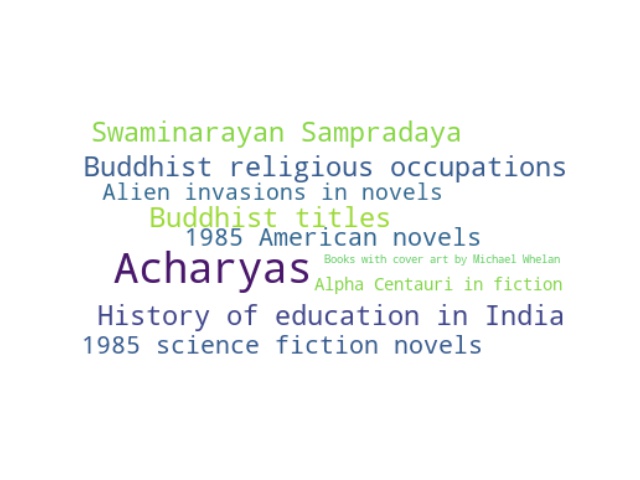 Swaminarayan Sampradaya
Buddhist religious occupations
Alien invasions in novels
Buddhist titles
1985 American novels
Acharyas
Books with cover art by Michael Whelan
Alpha Centauri in fiction
History of education in India
1985 science fiction novels